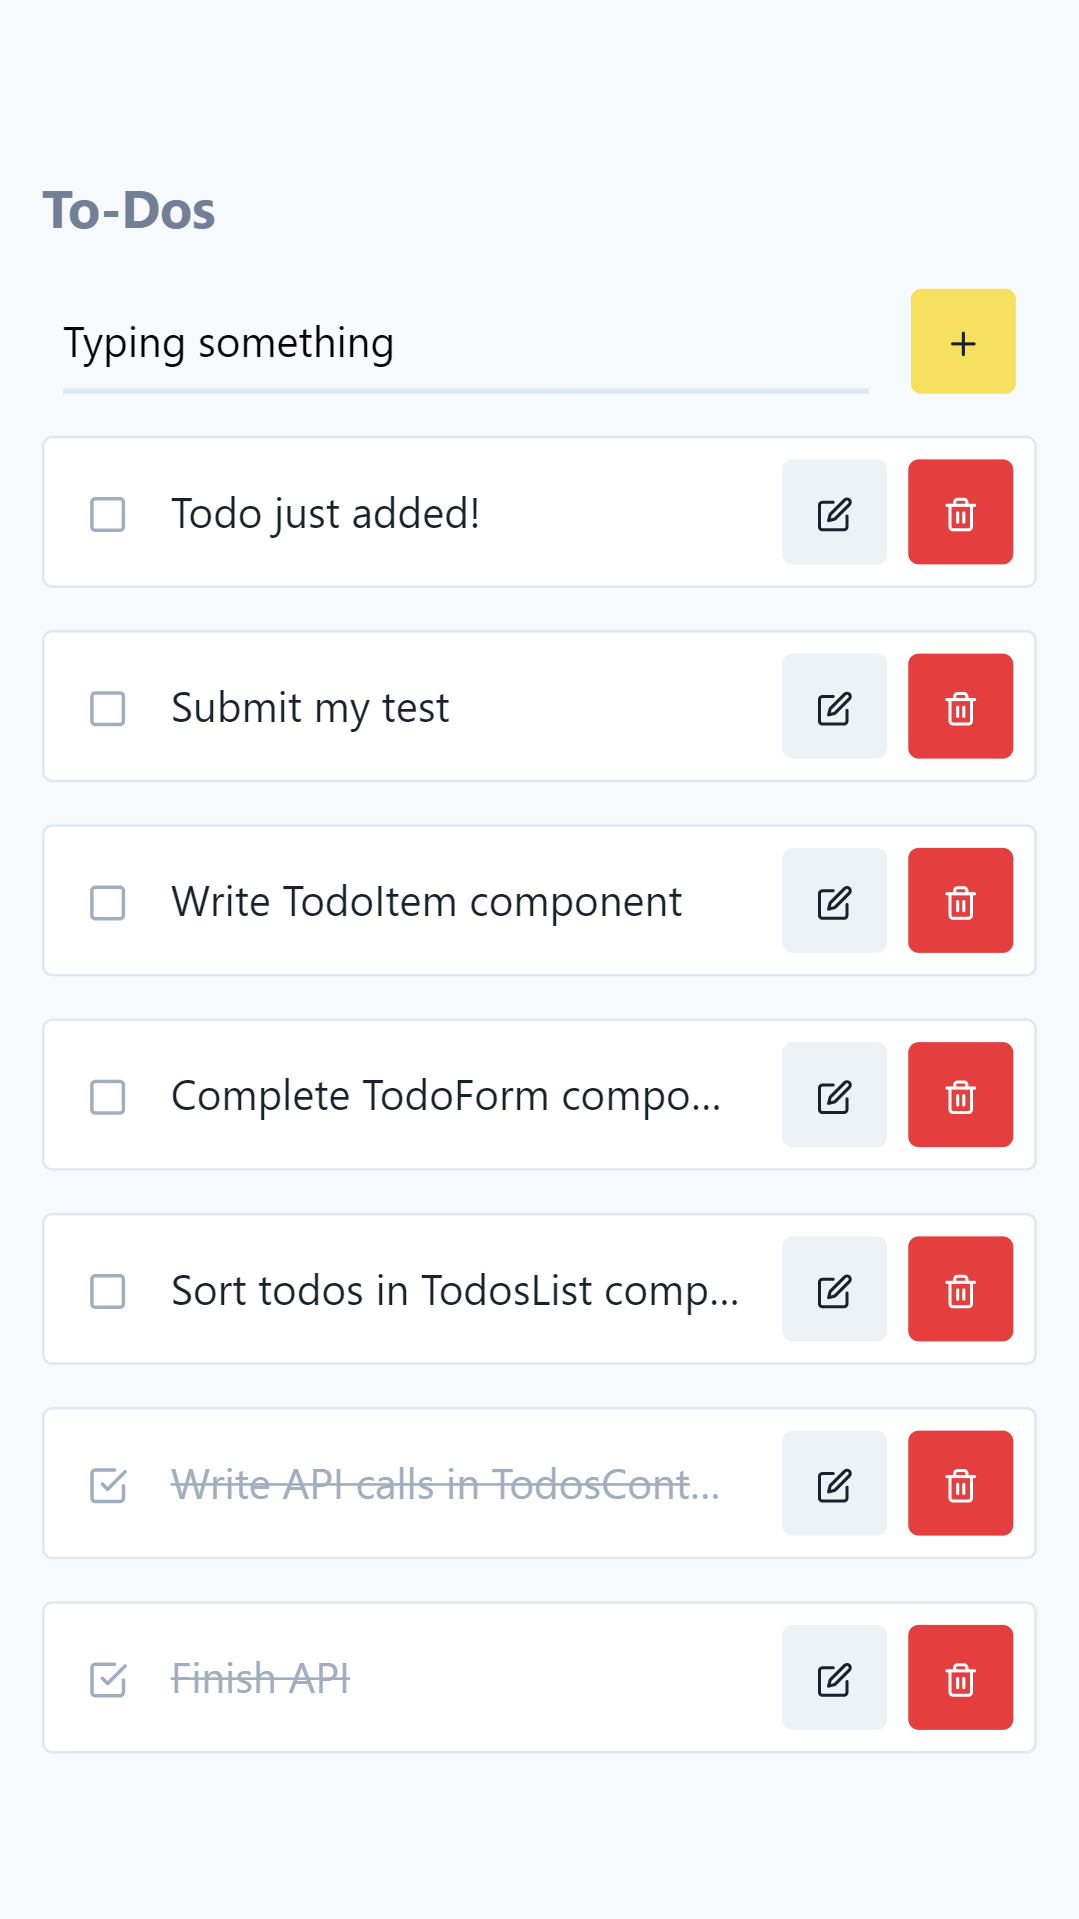 To-Dos
Typing something
Todo just added!
Submit my test
Write TodoItem component
Complete TodoForm compo...
Sort todos in TodosList comp...
Write API calls in TodosCont...
Finish API